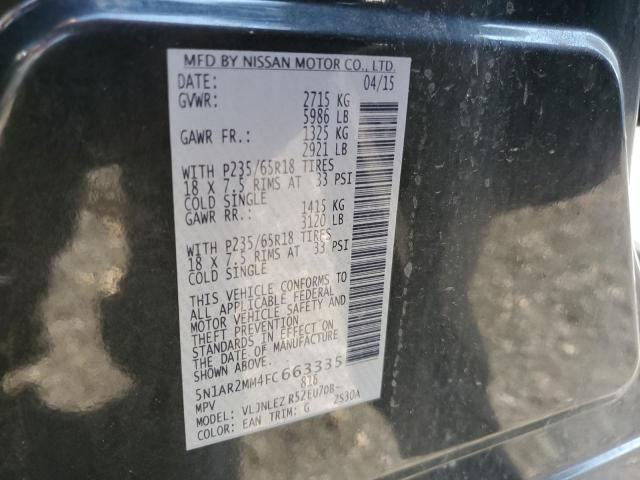 MFD BY NISSAN MOTOR CO., LTD.
DATE: 04/15
GVWR: 2715 KG
5986 LB
GAWR FR.: 1325 KG
2921 LB
WITH P235/65R18 TIRES
18 X 7.5 RIMS AT 33 PSI
COLD SINGLE
GAWR RR.: 1415 KG
3120 LB
WITH P235/65R18 TIRES
18 X 7.5 RIMS AT 33 PSI
COLD SINGLE
THIS VEHICLE CONFORMS TO
ALL APPLICABLE FEDERAL
MOTOR VEHICLE SAFETY AND
THEFT PREVENTION
STANDARDS IN EFFECT ON
THE DATE OF MANUFACTURE
SHOWN ABOVE.
5N1AR2MM4FC663335
MPV 816
MODEL: VLJNLEZ R52EU7DB-
COLOR: EAN TRIM: G 2S30A